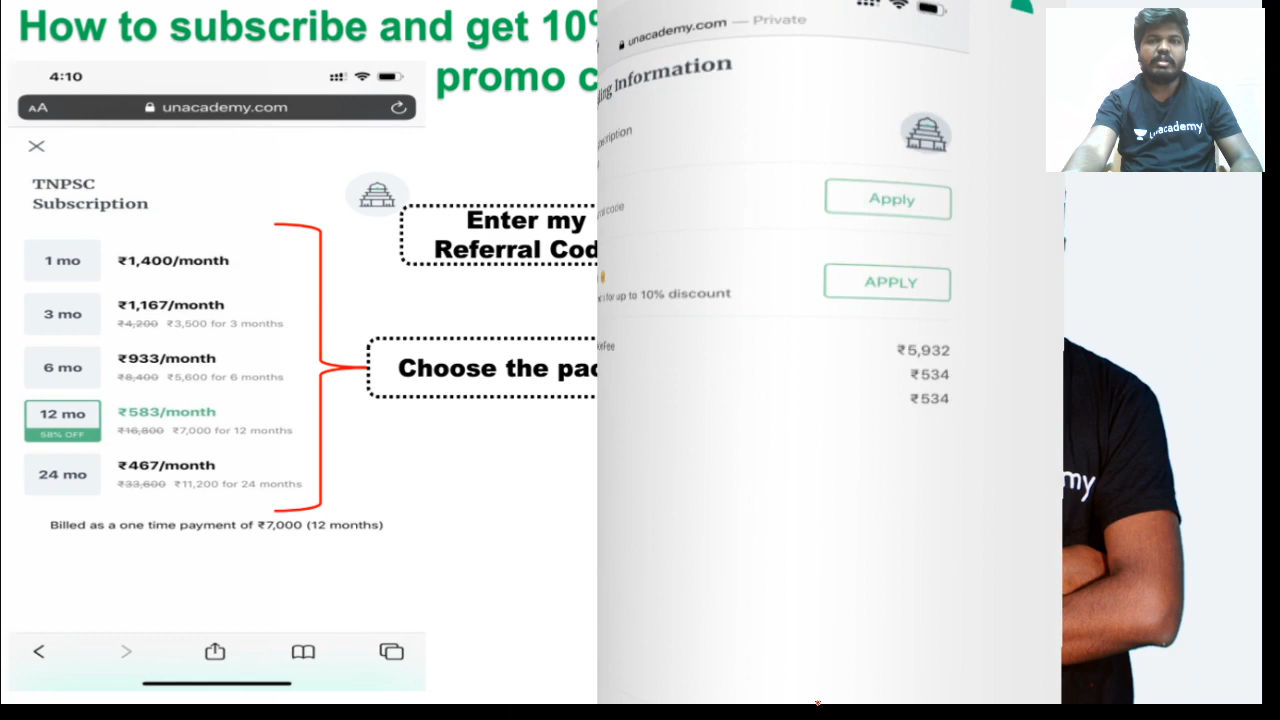 How to subscribe and get 10%
promo c
4:10
AA
unacademy.com
TNPSC
Subscription
1 mo
₹1,400/month
3 mo
₹1,167/month
₹4,200 ₹3,500 for 3 months
6 mo
₹933/month
₹8,400 ₹5,600 for 6 months
12 mo
58% OFF
₹583/month
₹16,800 ₹7,000 for 12 months
24 mo
₹467/month
₹33,600 ₹11,200 for 24 months
Billed as a one time payment of ₹7,000 (12 months)
Enter my
Referral Cod
Choose the pac
unacademy.com — Private
Information
Apply
APPLY
for up to 10% discount
₹5,932
₹534
₹534
unacademy
my